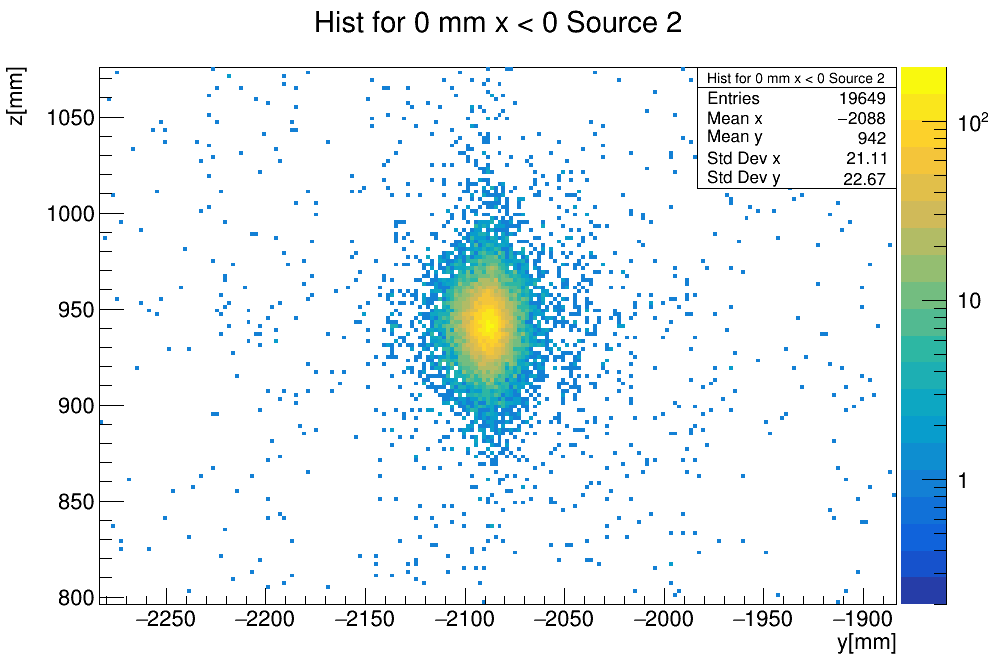 Hist for 0 mm x < 0 Source 2
z[mm]
Hist for 0 mm x < 0 Source 2
Entries 19649
Mean x −2088
Mean y 942
Std Dev x 21.11
Std Dev y 22.67
1050
1000
950
900
850
800
10²
10
1
−2250 −2200 −2150 −2100 −2050 −2000 −1950 −1900
y[mm]